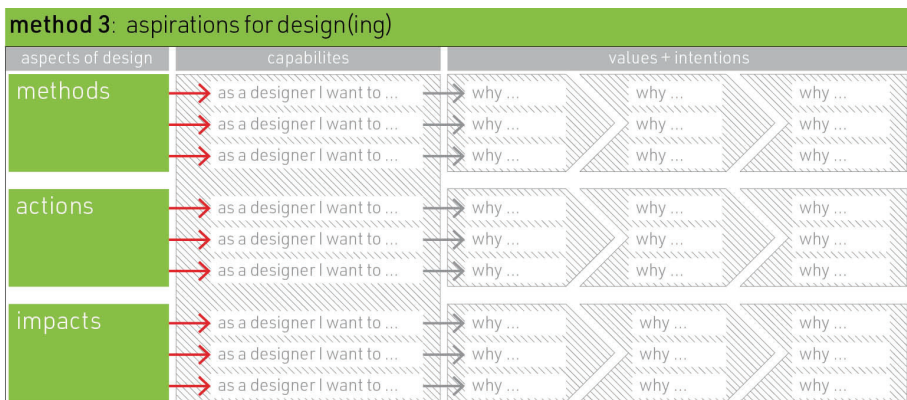 method 3: aspirations for design(ing)
aspects of design capabilites values + intentions
methods as a designer I want to ... why ... why ... why ...
as a designer I want to ... why ... why ... why ...
as a designer I want to ... why ... why ... why ...
actions as a designer I want to ... why ... why ... why ...
as a designer I want to ... why ... why ... why ...
as a designer I want to ... why ... why ... why ...
impacts as a designer I want to ... why ... why ... why ...
as a designer I want to ... why ... why ... why ...
as a designer I want to ... why ... why ... why ...